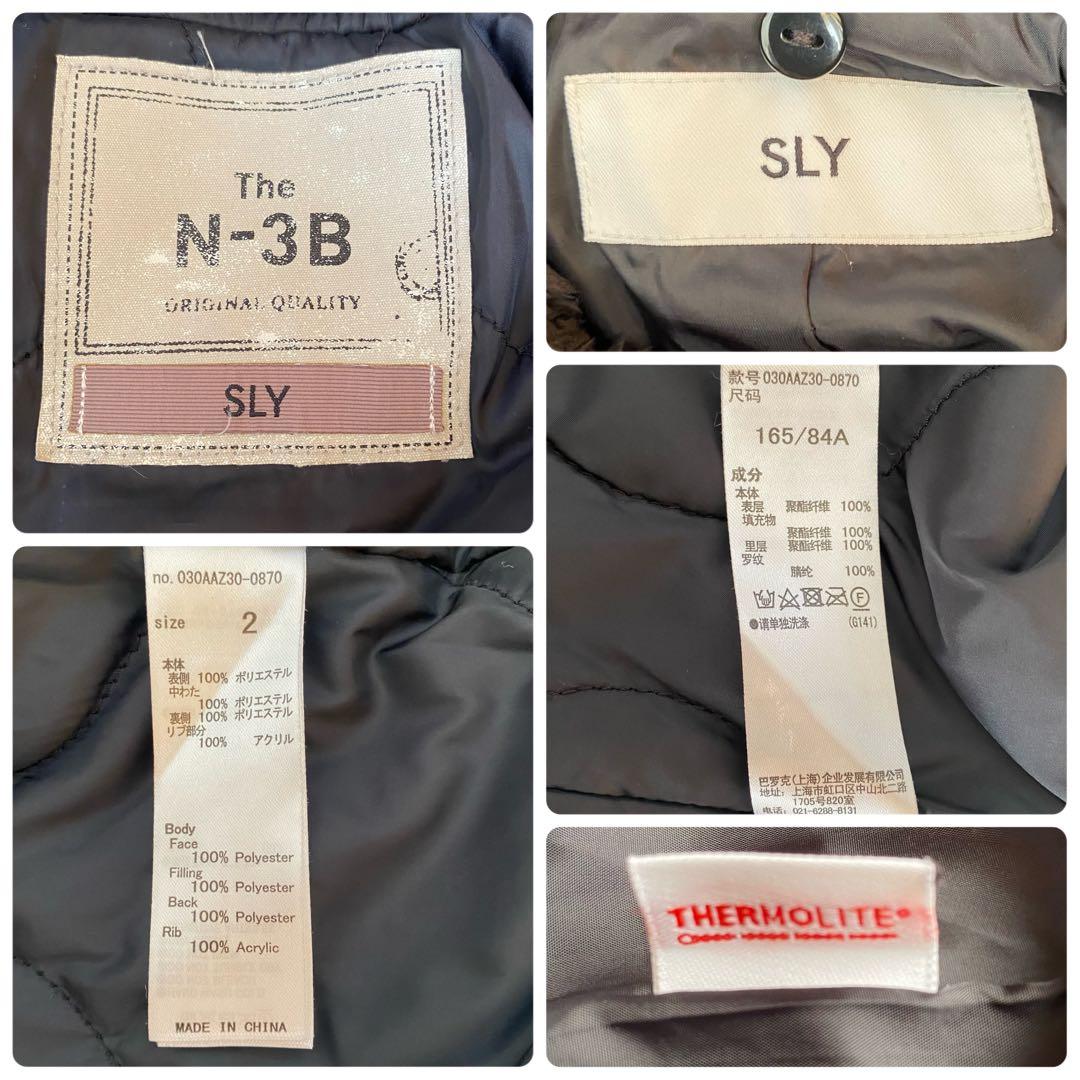 The
N-3B
ORIGINAL QUALITY
SLY
SLY
no. 030AAZ30-0870
size 2
本体
表側 100% ポリエステル
中わた
100% ポリエステル
裏側 100% ポリエステル
リブ部分
100% アクリル
Body
Face
100% Polyester
Filling
100% Polyester
Back
100% Polyester
Rib
100% Acrylic
MADE IN CHINA
款号 030AAZ30-0870
尺码
165/84A
成分
本体
表层 聚酯纤维 100%
填充物
聚酯纤维 100%
里层 聚酯纤维 100%
罗纹
腈纶 100%
F
●请单独洗涤 (G141)
巴罗克(上海)企业发展有限公司
地址: 上海市虹口区中山北二路
1705号820室
电话: 021-6288-8131
THERMOLITE®